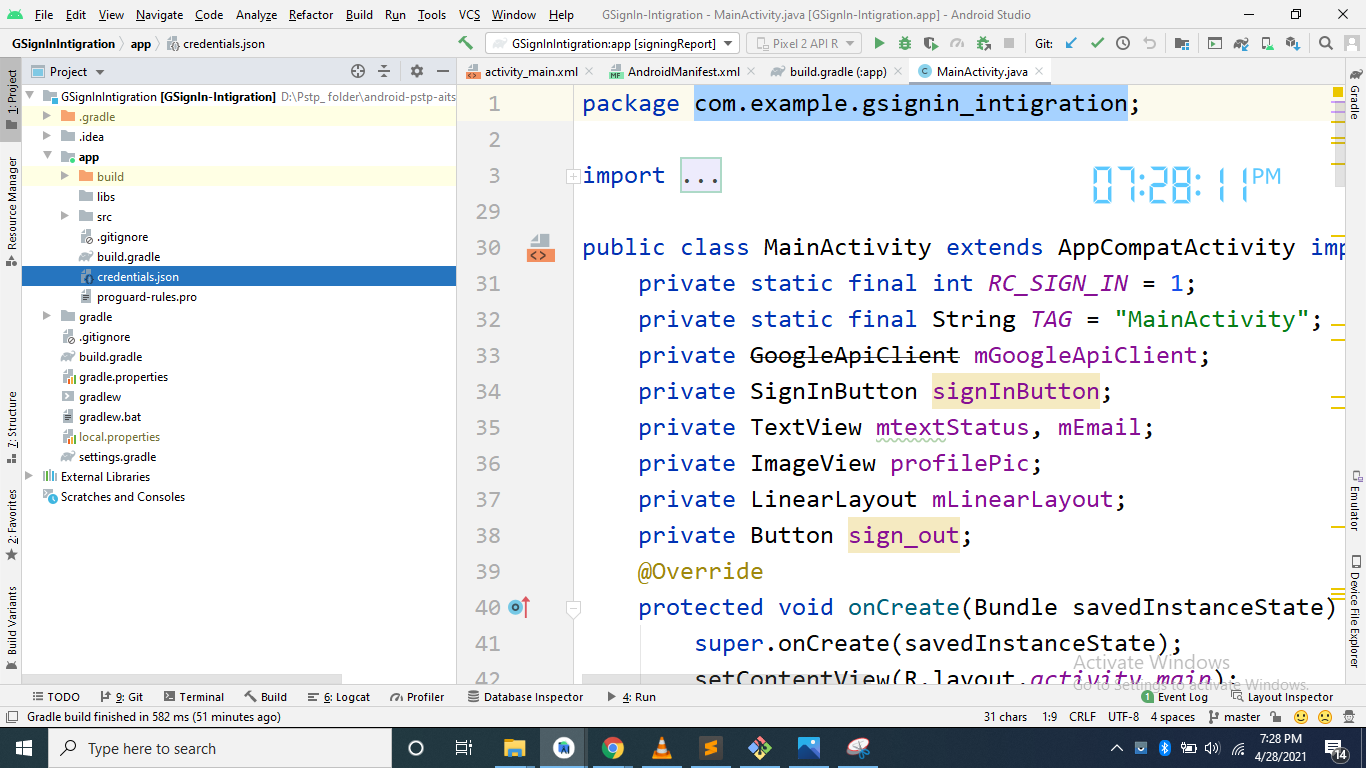 File Edit View Navigate Code Analyze Refactor Build Run Tools VCS Window Help GSignIn-Intigration - MainActivity.java [GSignIn-Intigration.app] - Android Studio
GSignInIntigration app credentials.json GSignInIntigration:app [signingReport] Pixel 2 API R Git:
Project activity_main.xml AndroidManifest.xml build.gradle (:app) MainActivity.java
1: Project
Resource Manager
7: Structure
2: Favorites
Build Variants
GSignInIntigration [GSignIn-Intigration] D:\Pstp_ folder\android-pstp-aits
.gradle
.idea
app
build
libs
src
.gitignore
build.gradle
credentials.json
proguard-rules.pro
gradle
.gitignore
build.gradle
gradle.properties
gradlew
gradlew.bat
local.properties
settings.gradle
External Libraries
Scratches and Consoles
1 package com.example.gsignin_intigration;
2
3 import ...
07:28:11 PM
29
30 public class MainActivity extends AppCompatActivity imp
31 private static final int RC_SIGN_IN = 1;
32 private static final String TAG = "MainActivity";
33 private GoogleApiClient mGoogleApiClient;
34 private SignInButton signInButton;
35 private TextView mtextStatus, mEmail;
36 private ImageView profilePic;
37 private LinearLayout mLinearLayout;
38 private Button sign_out;
39 @Override
40 protected void onCreate(Bundle savedInstanceState)
41 super.onCreate(savedInstanceState);
42 setContentView(R.layout.activity_main);
Gradle
Emulator
Device File Explorer
Activate Windows
Go to Settings to activate Windows.
TODO 9: Git Terminal Build 6: Logcat Profiler Database Inspector 4: Run 1 Event Log Layout Inspector
Gradle build finished in 582 ms (51 minutes ago) 31 chars 1:9 CRLF UTF-8 4 spaces master
Type here to search
7:28 PM
4/28/2021
14